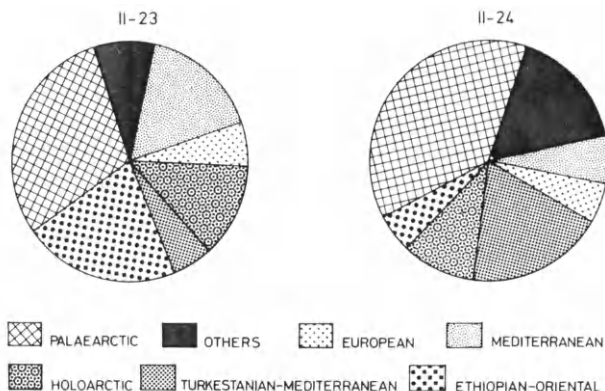 II-23 II-24
PALAEARCTIC OTHERS EUROPEAN MEDITERRANEAN
HOLOARCTIC TURKESTANIAN-MEDITERRANEAN ETHIOPIAN-ORIENTAL